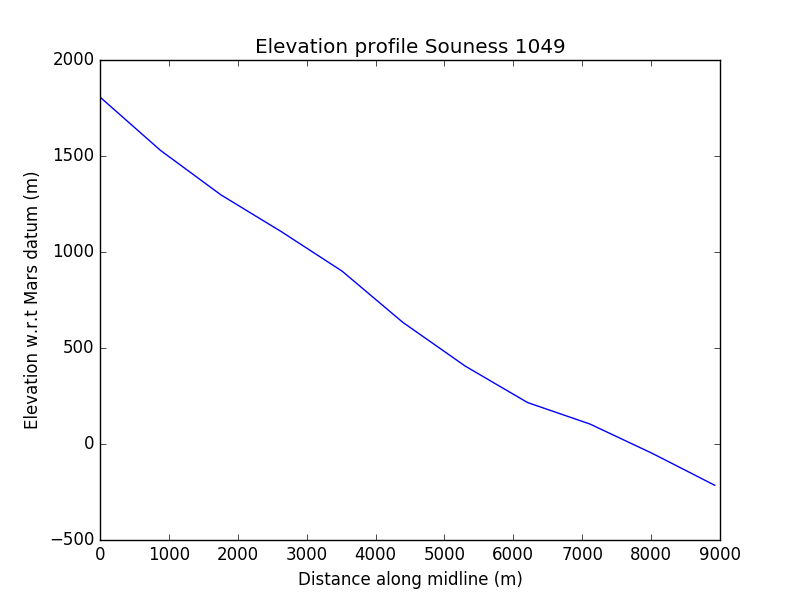 Elevation profile Souness 1049
Elevation w.r.t Mars datum (m)
2000
1500
1000
500
0
−500
0 1000 2000 3000 4000 5000 6000 7000 8000 9000
Distance along midline (m)